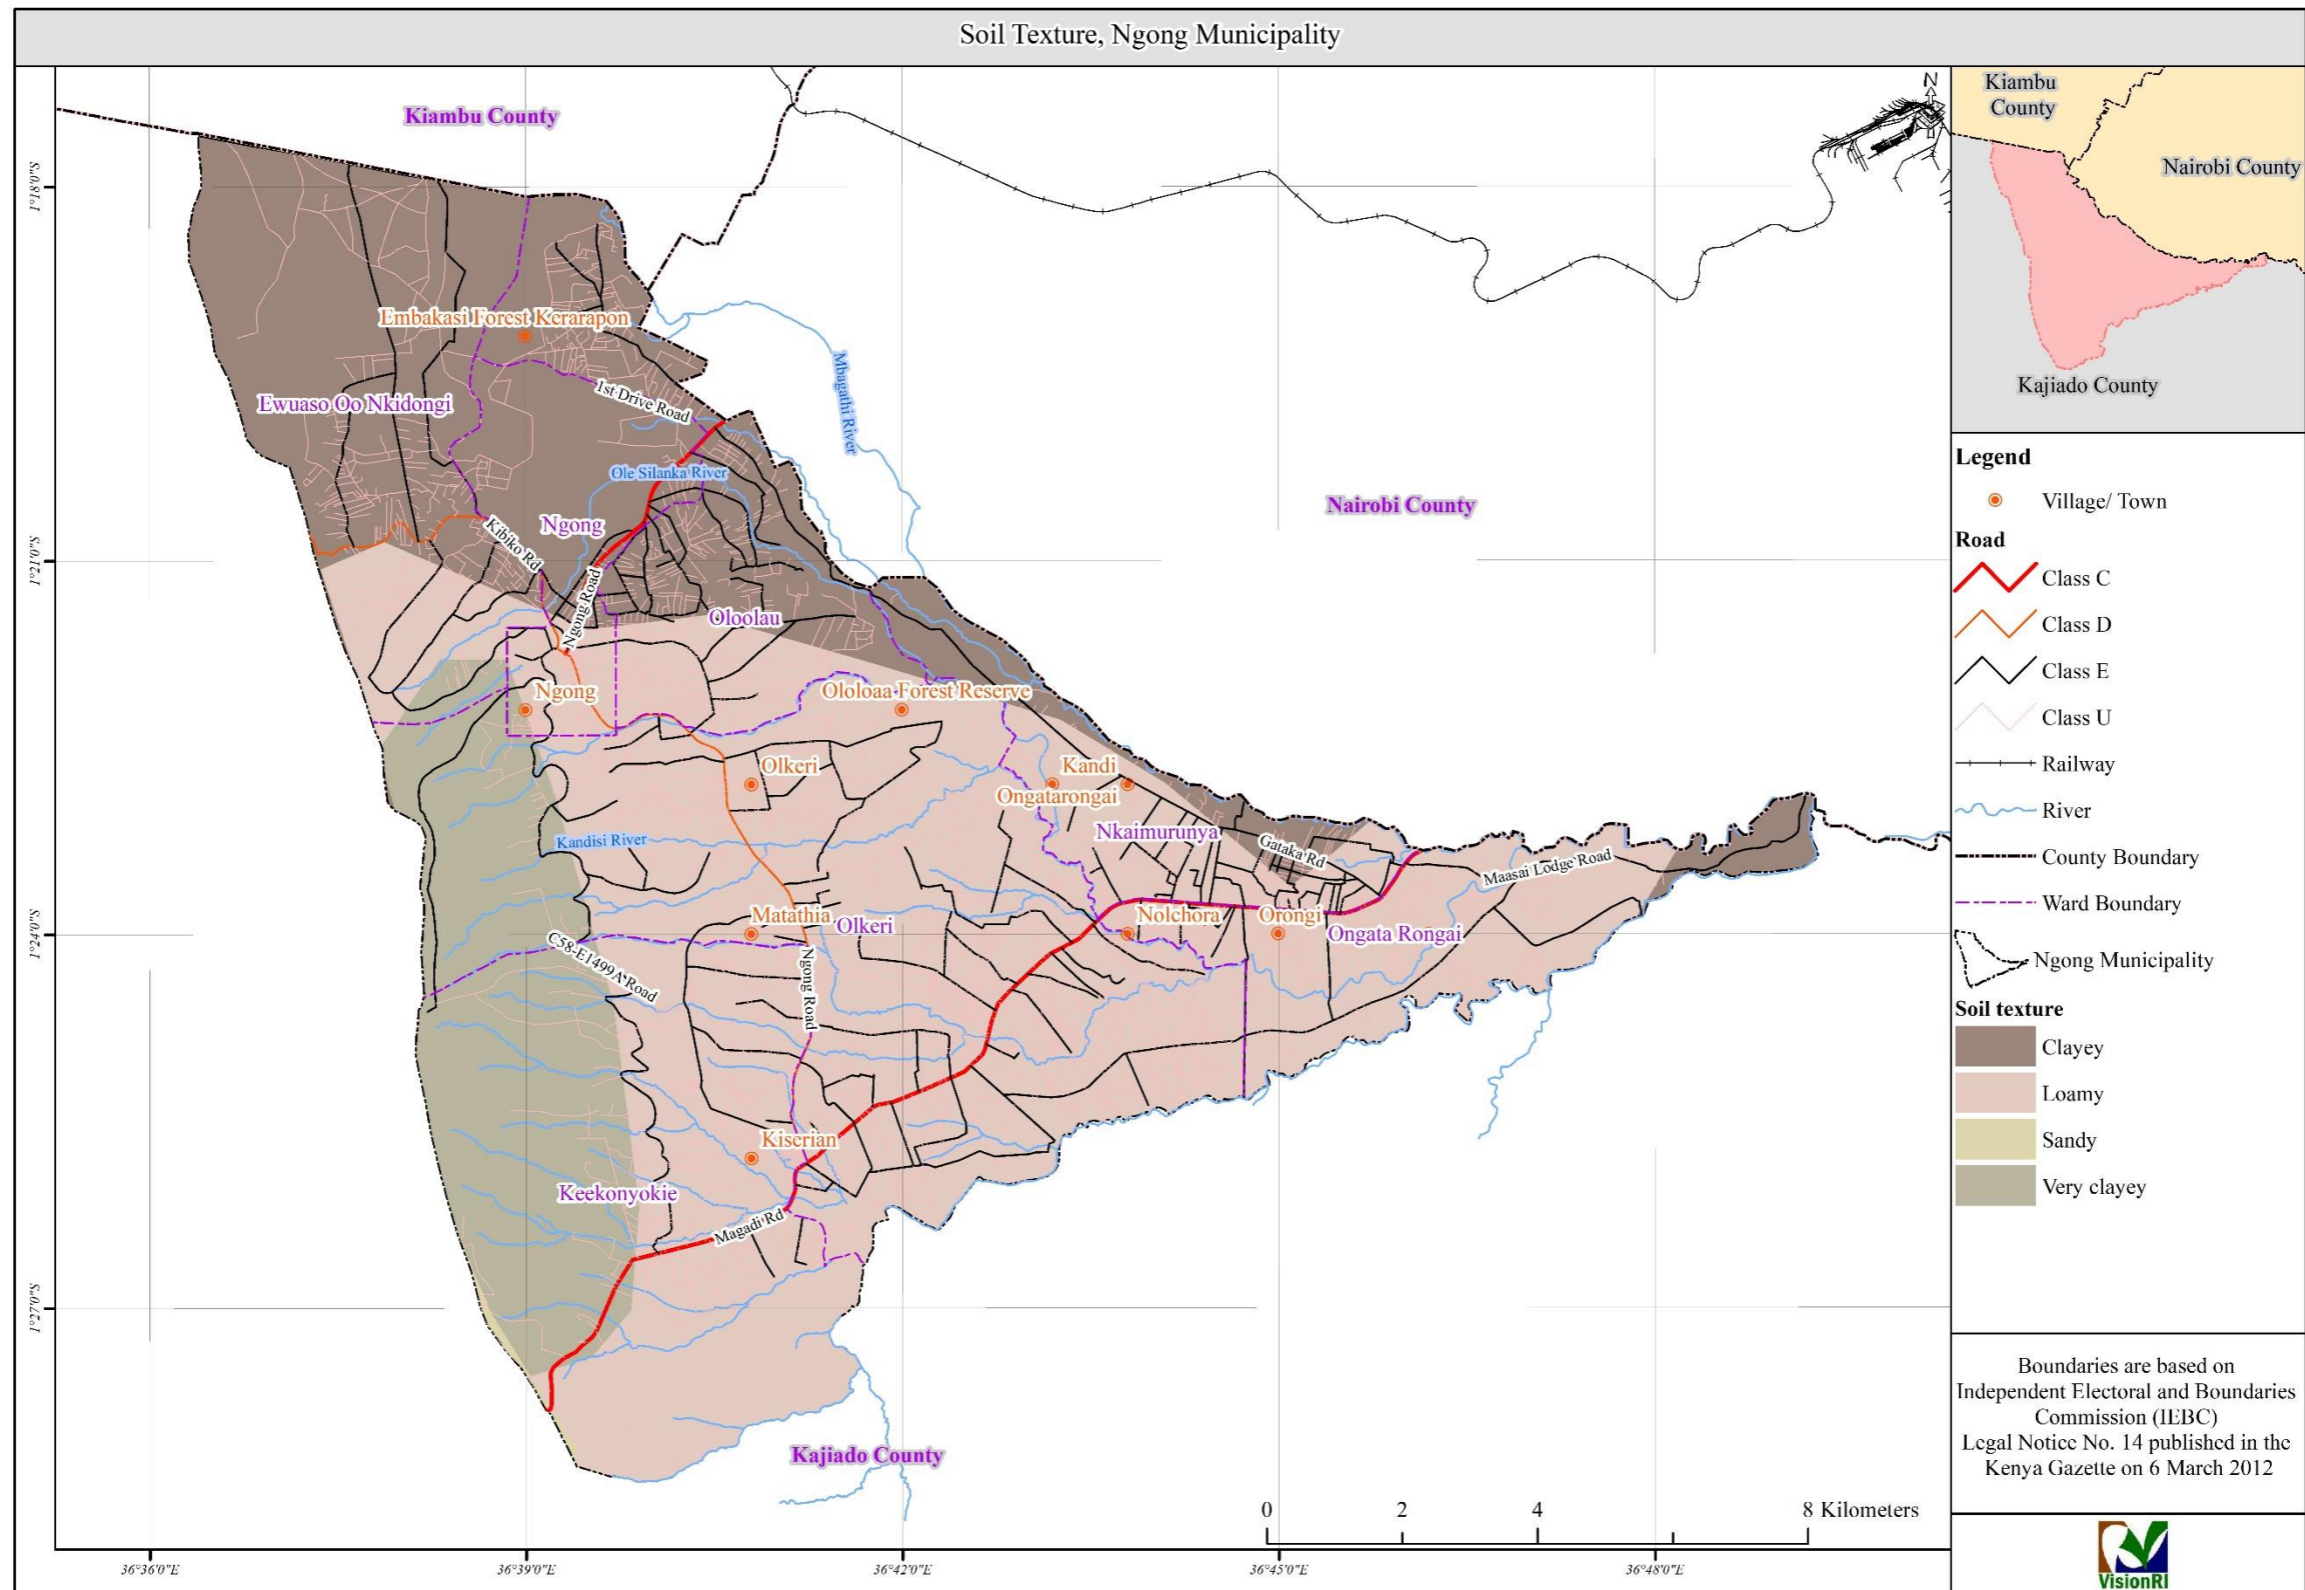 Soil Texture, Ngong Municipality
Kiambu County
Nairobi County
Kajiado County
Embakasi Forest Kerarapon
Ewuaso Oo Nkidongi
1st Drive Road
Mbagathi River
Ole Silanka River
Ngong
Kibiko Rd
Ngong Road
Oloolau
Ngong
Ololoaa Forest Reserve
Olkeri
Kandi
Ongatarongai
Nkaimurunya
Kandisi River
Gataka Rd
Maasai Lodge Road
Matathia
Olkeri
Nolchora
Orongi
Ongata Rongai
C58-E1499A Road
Ngong Road
Kiserian
Keekonyokie
Magadi Rd
0 2 4 8 Kilometers
1°18'0"S
1°21'0"S
1°24'0"S
1°27'0"S
36°36'0"E
36°39'0"E
36°42'0"E
36°45'0"E
36°48'0"E
N
Kiambu
County
Nairobi County
Kajiado County
Legend
Village/ Town
Road
Class C
Class D
Class E
Class U
Railway
River
County Boundary
Ward Boundary
Ngong Municipality
Soil texture
Clayey
Loamy
Sandy
Very clayey
Boundaries are based on
Independent Electoral and Boundaries
Commission (IEBC)
Legal Notice No. 14 published in the
Kenya Gazette on 6 March 2012
VisionRI